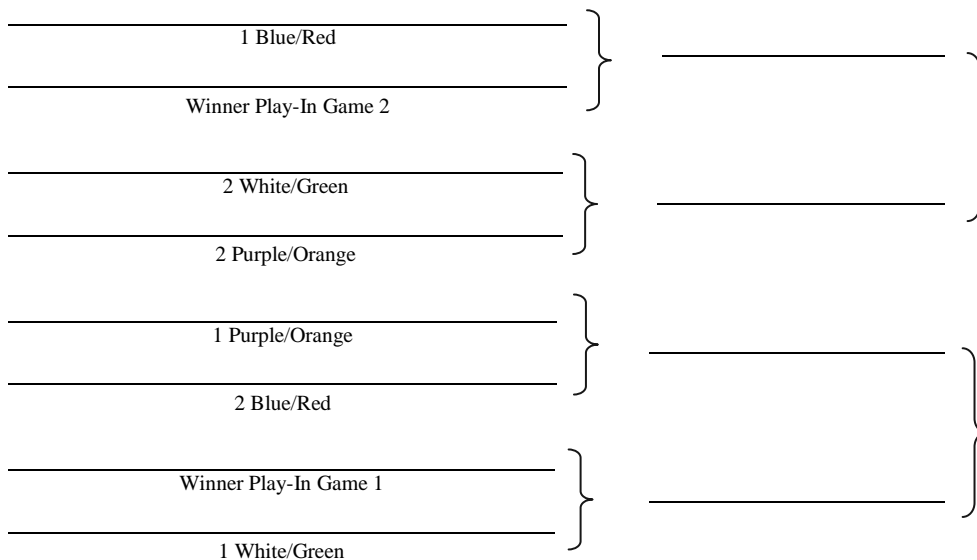 1 Blue/Red
Winner Play-In Game 2
2 White/Green
2 Purple/Orange
1 Purple/Orange
2 Blue/Red
Winner Play-In Game 1
1 White/Green